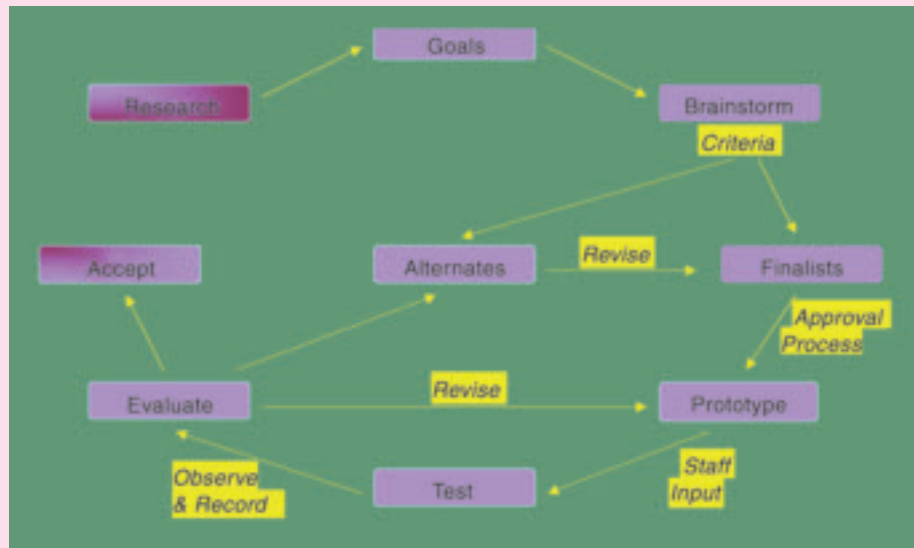 Goals
Research
Brainstorm
Criteria
Accept
Alternates
Revise
Finalists
Approval
Process
Evaluate
Revise
Prototype
Observe
& Record
Test
Staff
Input